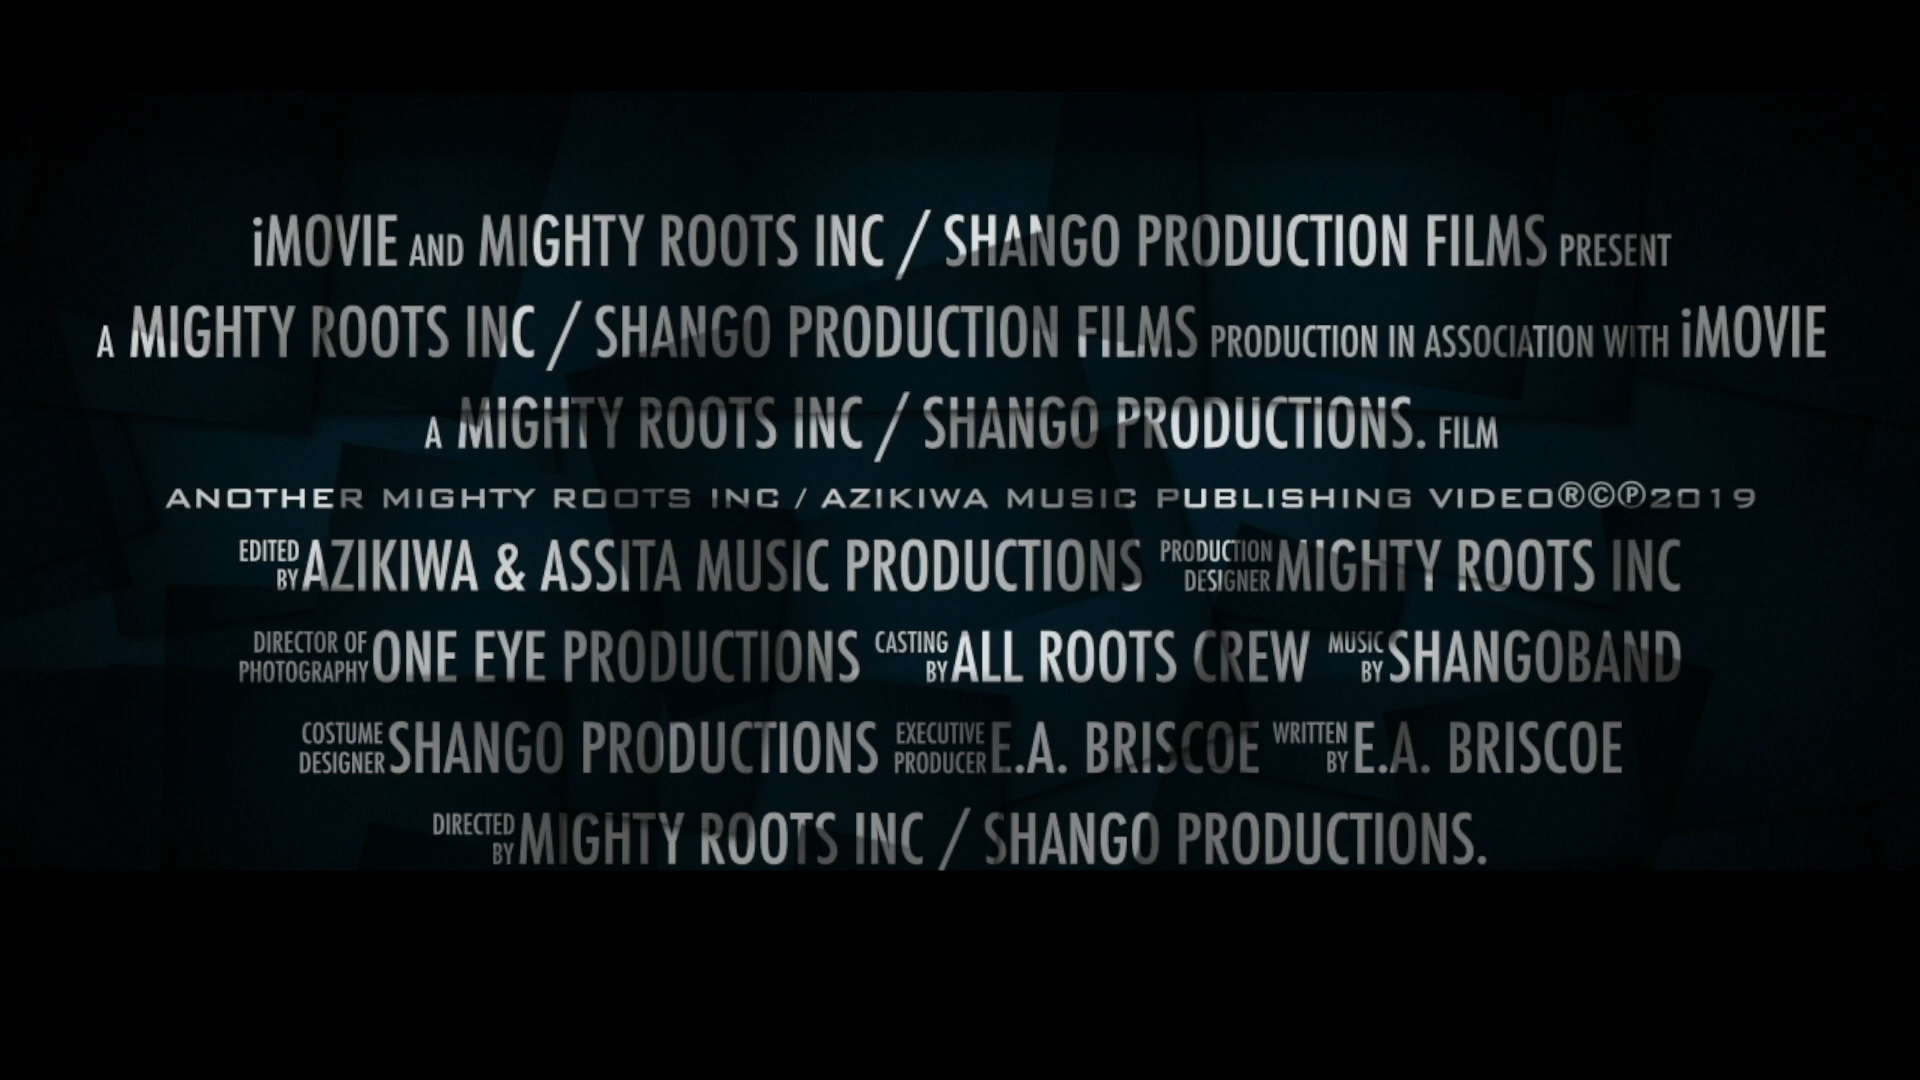 iMOVIE AND MIGHTY ROOTS INC / SHANGO PRODUCTION FILMS PRESENT
A MIGHTY ROOTS INC / SHANGO PRODUCTION FILMS PRODUCTION IN ASSOCIATION WITH iMOVIE
A MIGHTY ROOTS INC / SHANGO PRODUCTIONS. FILM
ANOTHER MIGHTY ROOTS INC / AZIKIWA MUSIC PUBLISHING VIDEO®©℗2019
EDITED BY AZIKIWA & ASSITA MUSIC PRODUCTIONS PRODUCTION DESIGNER MIGHTY ROOTS INC
DIRECTOR OF PHOTOGRAPHY ONE EYE PRODUCTIONS CASTING BY ALL ROOTS CREW MUSIC BY SHANGOBAND
COSTUME DESIGNER SHANGO PRODUCTIONS EXECUTIVE PRODUCER E.A. BRISCOE WRITTEN BY E.A. BRISCOE
DIRECTED BY MIGHTY ROOTS INC / SHANGO PRODUCTIONS.